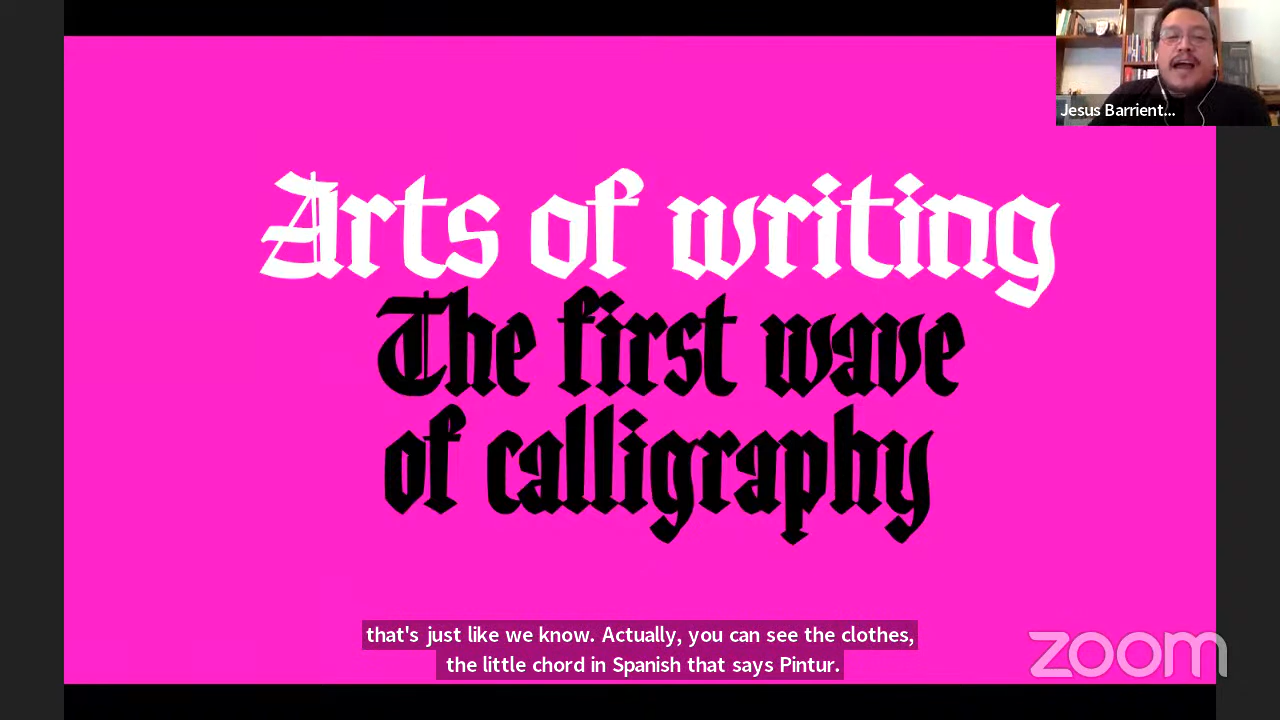 Jesus Barrient...
Arts of writing
The first wave
of calligraphy
that's just like we know. Actually, you can see the clothes,
the little chord in Spanish that says Pintur.
zoom